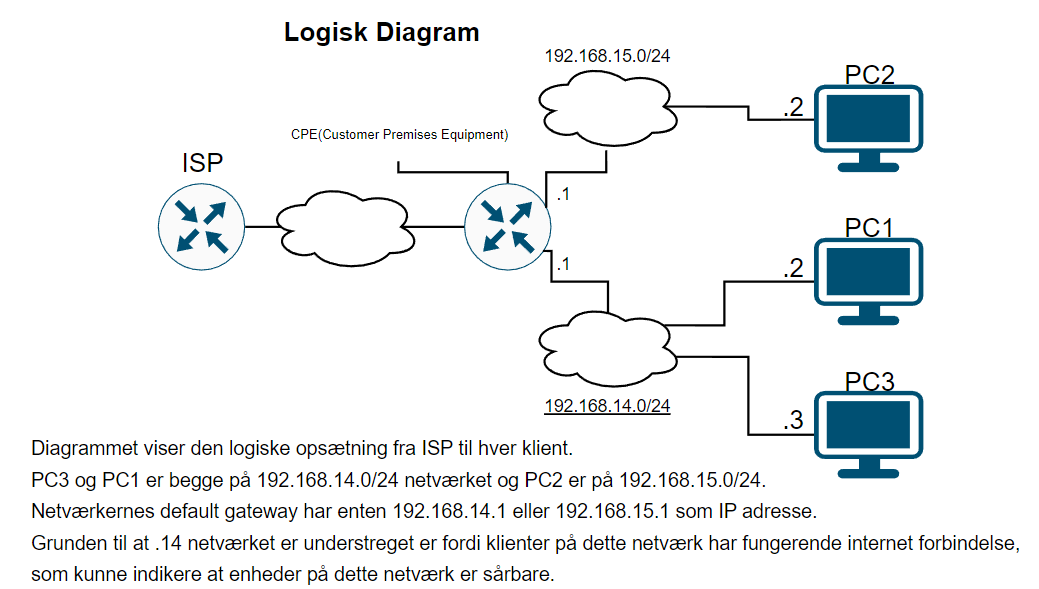 Logisk Diagram
192.168.15.0/24
PC2
.2
CPE(Customer Premises Equipment)
ISP
.1
PC1
.2
.1
PC3
192.168.14.0/24
.3
Diagrammet viser den logiske opsætning fra ISP til hver klient.
PC3 og PC1 er begge på 192.168.14.0/24 netværket og PC2 er på 192.168.15.0/24.
Netværkernes default gateway har enten 192.168.14.1 eller 192.168.15.1 som IP adresse.
Grunden til at .14 netværket er understreget er fordi klienter på dette netværk har fungerende internet forbindelse,
som kunne indikere at enheder på dette netværk er sårbare.